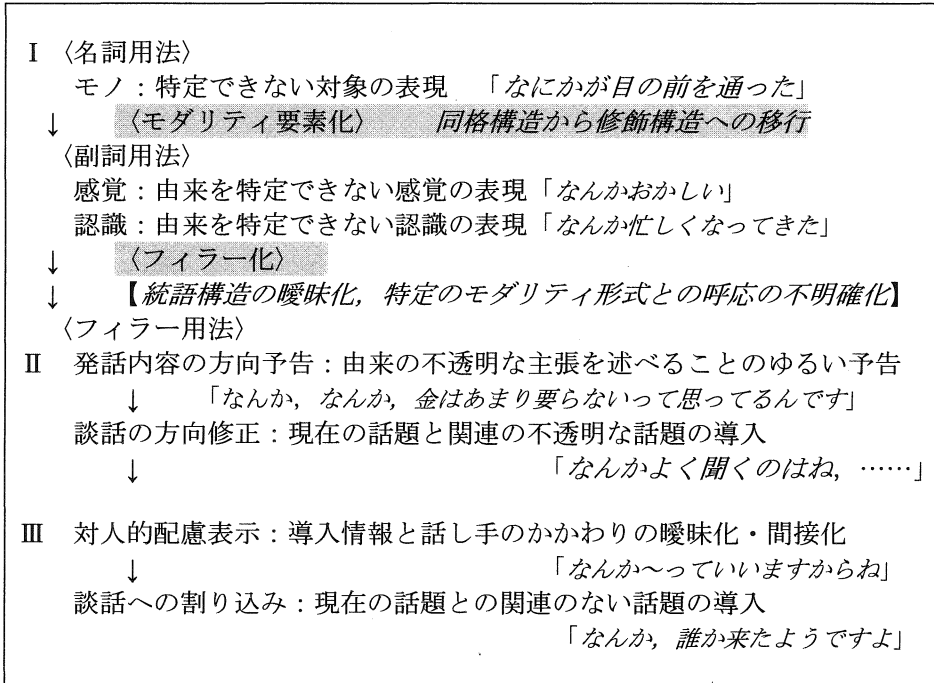 Ⅰ 〈名詞用法〉
モノ：特定できない対象の表現 「なにかが目の前を通った」
↓ 〈モダリティ要素化〉 同格構造から修飾構造への移行
〈副詞用法〉
感覚：由来を特定できない感覚の表現「なんかおかしい」
認識：由来を特定できない認識の表現「なんか忙しくなってきた」
↓ 〈フィラー化〉
↓ 【統語構造の曖昧化，特定のモダリティ形式との呼応の不明確化】
〈フィラー用法〉
Ⅱ 発話内容の方向予告：由来の不透明な主張を述べることのゆるい予告
↓ 「なんか，なんか，金はあまり要らないって思ってるんです」
談話の方向修正：現在の話題と関連の不透明な話題の導入
↓ 「なんかよく聞くのはね，……」
Ⅲ 対人的配慮表示：導入情報と話し手のかかわりの曖昧化・間接化
↓ 「なんか～っていいますからね」
談話への割り込み：現在の話題との関連のない話題の導入
「なんか，誰か来たようですよ」